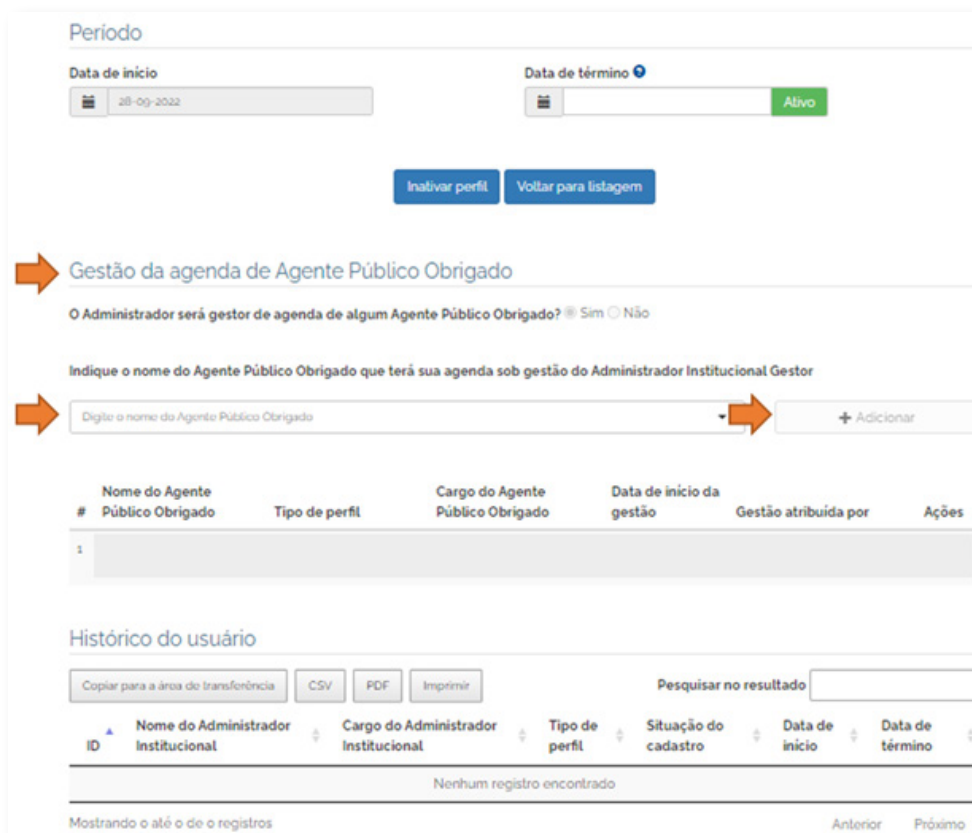 Período
Data de início
Data de término
28-09-2022
Ativo
Inativar perfil
Voltar para listagem
Gestão da agenda de Agente Público Obrigado
O Administrador será gestor de agenda de algum Agente Público Obrigado? Sim Não
Indique o nome do Agente Público Obrigado que terá sua agenda sob gestão do Administrador Institucional Gestor
Digite o nome do Agente Público Obrigado
+ Adicionar
# Nome do Agente Público Obrigado Tipo de perfil Cargo do Agente Público Obrigado Data de início da gestão Gestão atribuída por Ações
1
Histórico do usuário
Copiar para a área de transferência CSV PDF Imprimir
Pesquisar no resultado
ID Nome do Administrador Institucional Cargo do Administrador Institucional Tipo de perfil Situação do cadastro Data de início Data de término
Nenhum registro encontrado
Mostrando 0 até 0 de 0 registros
Anterior Próximo